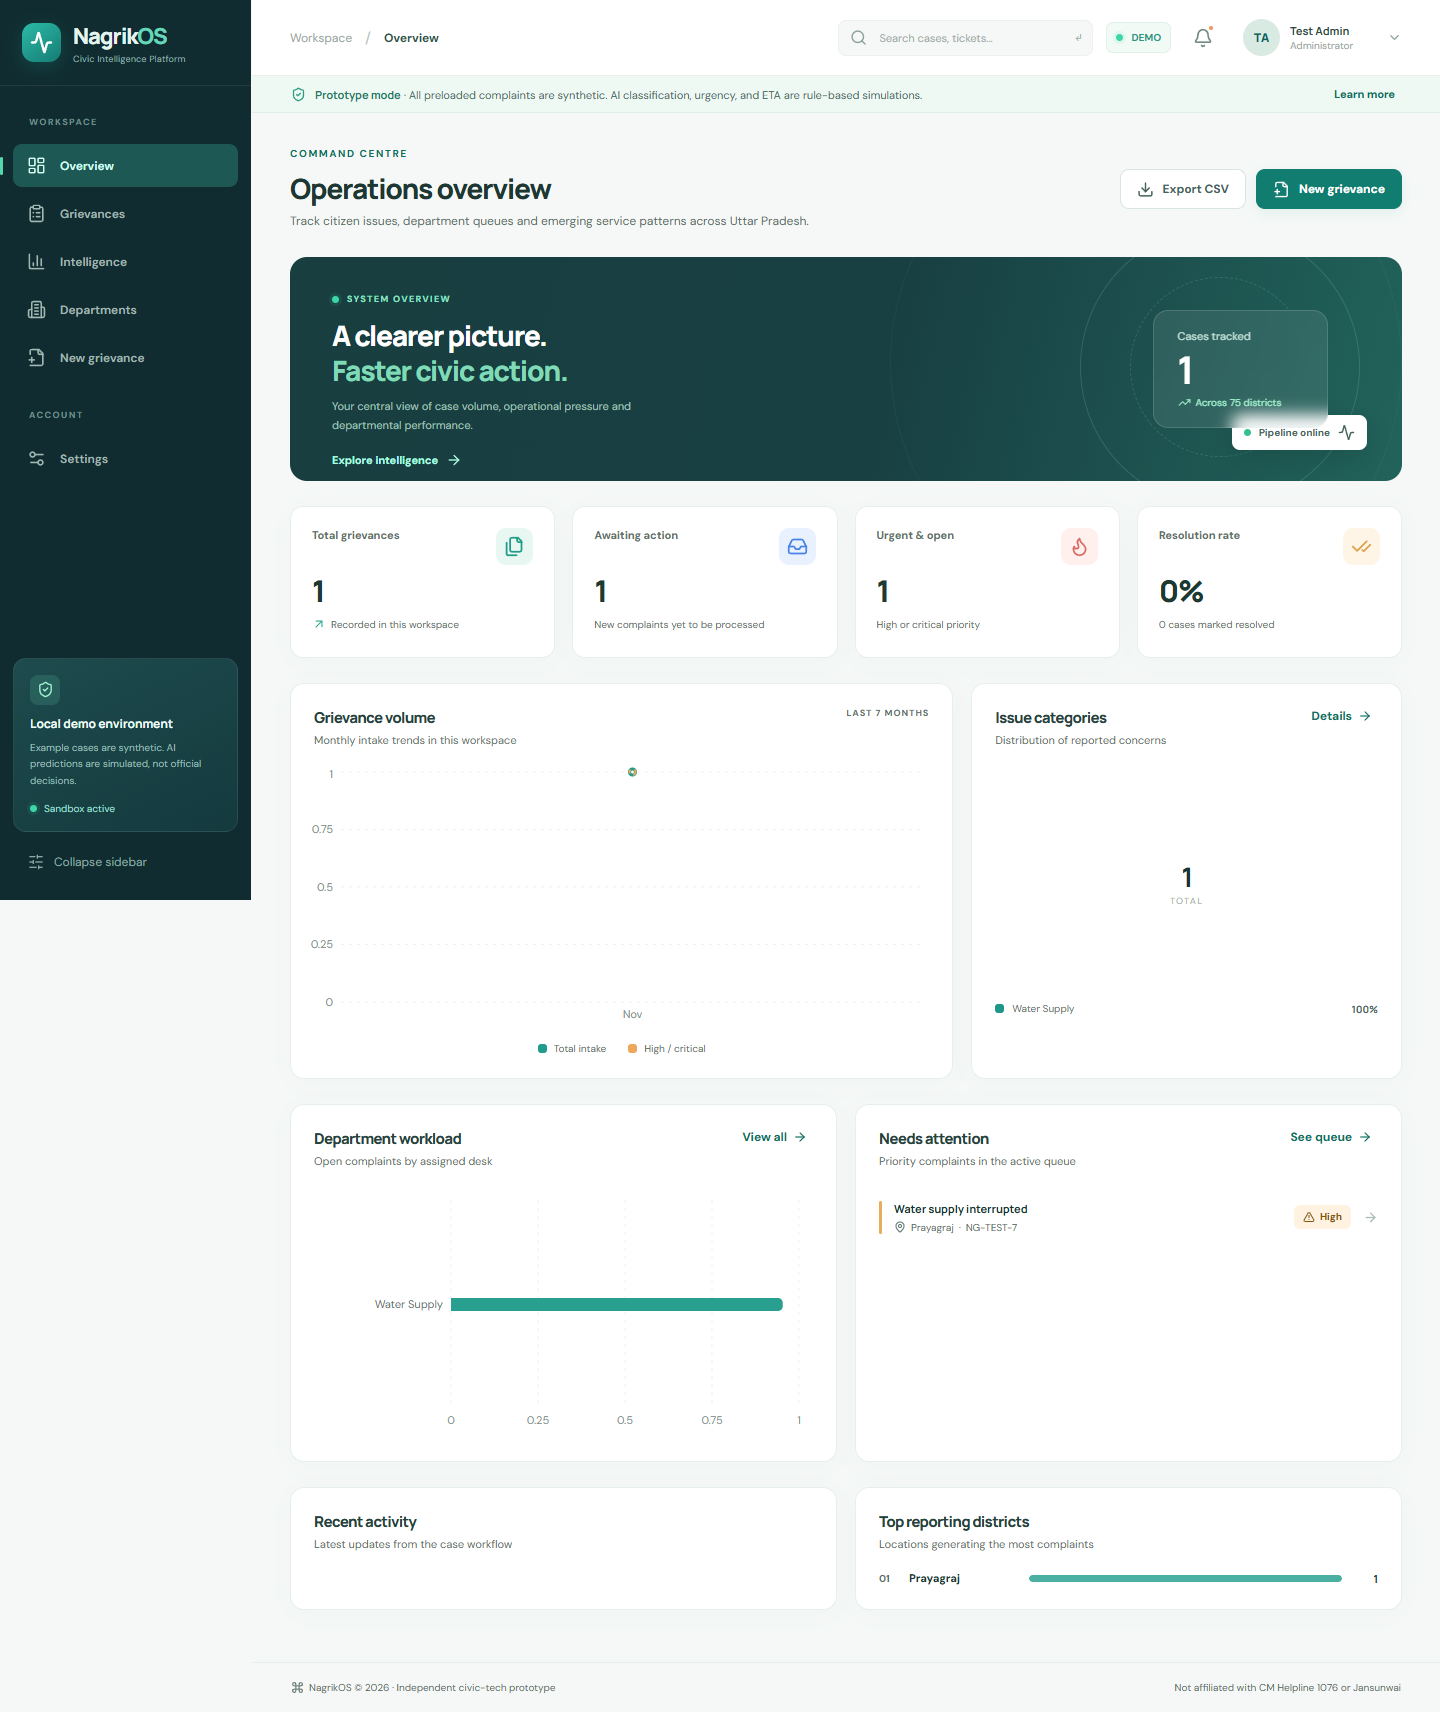 NagrikOS
Civic Intelligence Platform
WORKSPACE
Overview
Grievances
Intelligence
Departments
New grievance
ACCOUNT
Settings
Local demo environment
Example cases are synthetic. AI
predictions are simulated, not official
decisions.
Sandbox active
Collapse sidebar
Workspace / Overview
Search cases, tickets...
DEMO
TA
Test Admin
Administrator
Prototype mode · All preloaded complaints are synthetic. AI classification, urgency, and ETA are rule-based simulations.
Learn more
COMMAND CENTRE
Operations overview
Track citizen issues, department queues and emerging service patterns across Uttar Pradesh.
Export CSV
New grievance
SYSTEM OVERVIEW
A clearer picture.
Faster civic action.
Your central view of case volume, operational pressure and
departmental performance.
Explore intelligence
Cases tracked
1
Across 75 districts
Pipeline online
Total grievances
1
Recorded in this workspace
Awaiting action
1
New complaints yet to be processed
Urgent & open
1
High or critical priority
Resolution rate
0%
0 cases marked resolved
Grievance volume
Monthly intake trends in this workspace
LAST 7 MONTHS
1
0.75
0.5
0.25
0
Nov
Total intake
High / critical
Issue categories
Distribution of reported concerns
Details
1
TOTAL
Water Supply
100%
Department workload
Open complaints by assigned desk
View all
Water Supply
0 0.25 0.5 0.75 1
Needs attention
Priority complaints in the active queue
See queue
Water supply interrupted
Prayagraj · NG-TEST-7
High
Recent activity
Latest updates from the case workflow
Top reporting districts
Locations generating the most complaints
01 Prayagraj 1
NagrikOS © 2026 · Independent civic-tech prototype
Not affiliated with CM Helpline 1076 or Jansunwai